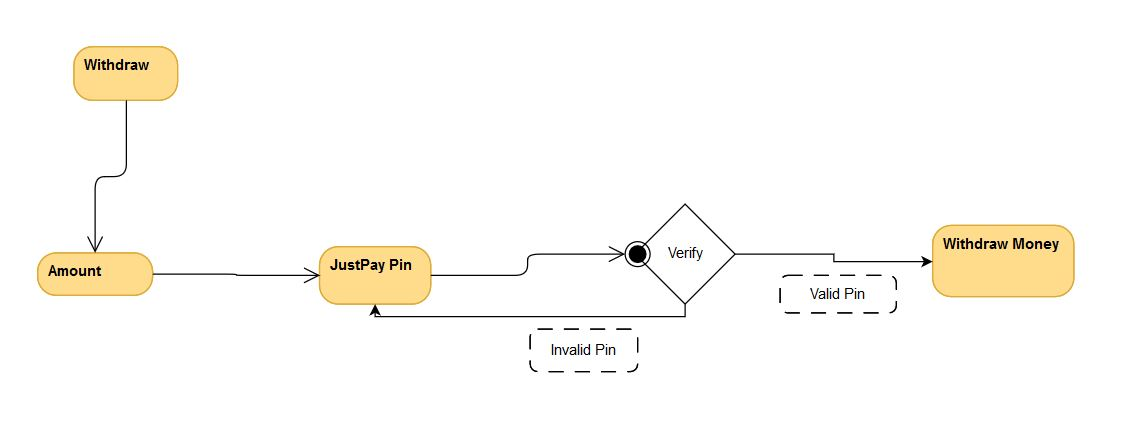 Withdraw
Amount
JustPay Pin
Verify
Withdraw Money
Valid Pin
Invalid Pin